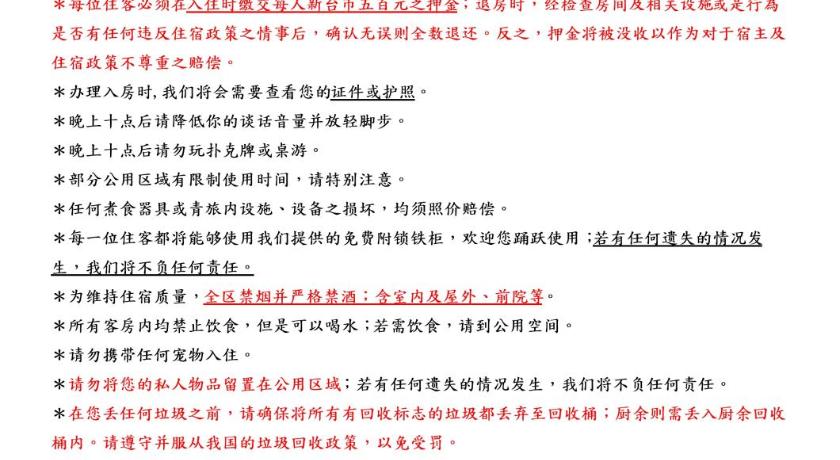 ＊每位住客必须在入住时缴交每人新台币五百元之押金；退房时，经检查房间及相关设施或是行為
是否有任何违反住宿政策之情事后，确认无误则全数退还。反之，押金将被没收以作为对于宿主及
住宿政策不尊重之赔偿。
＊办理入房时,我们将会需要查看您的证件或护照。
＊晚上十点后请降低你的谈话音量并放轻脚步。
＊晚上十点后请勿玩扑克牌或桌游。
＊部分公用区域有限制使用时间，请特别注意。
＊任何煮食器具或青旅内设施、设备之损坏，均须照价赔偿。
＊每一位住客都将能够使用我们提供的免费附锁铁柜，欢迎您踊跃使用；若有任何遗失的情况发
生，我们将不负任何责任。
＊为维持住宿质量，全区禁烟并严格禁酒；含室内及屋外、前院等。
＊所有客房内均禁止饮食，但是可以喝水；若需饮食，请到公用空间。
＊请勿携带任何宠物入住。
＊请勿将您的私人物品留置在公用区域；若有任何遗失的情况发生，我们将不负任何责任。
＊在您丢任何垃圾之前，请确保将所有有回收标志的垃圾都丢弃至回收桶；厨余则需丢入厨余回收
桶内。请遵守并服从我国的垃圾回收政策，以免受罚。